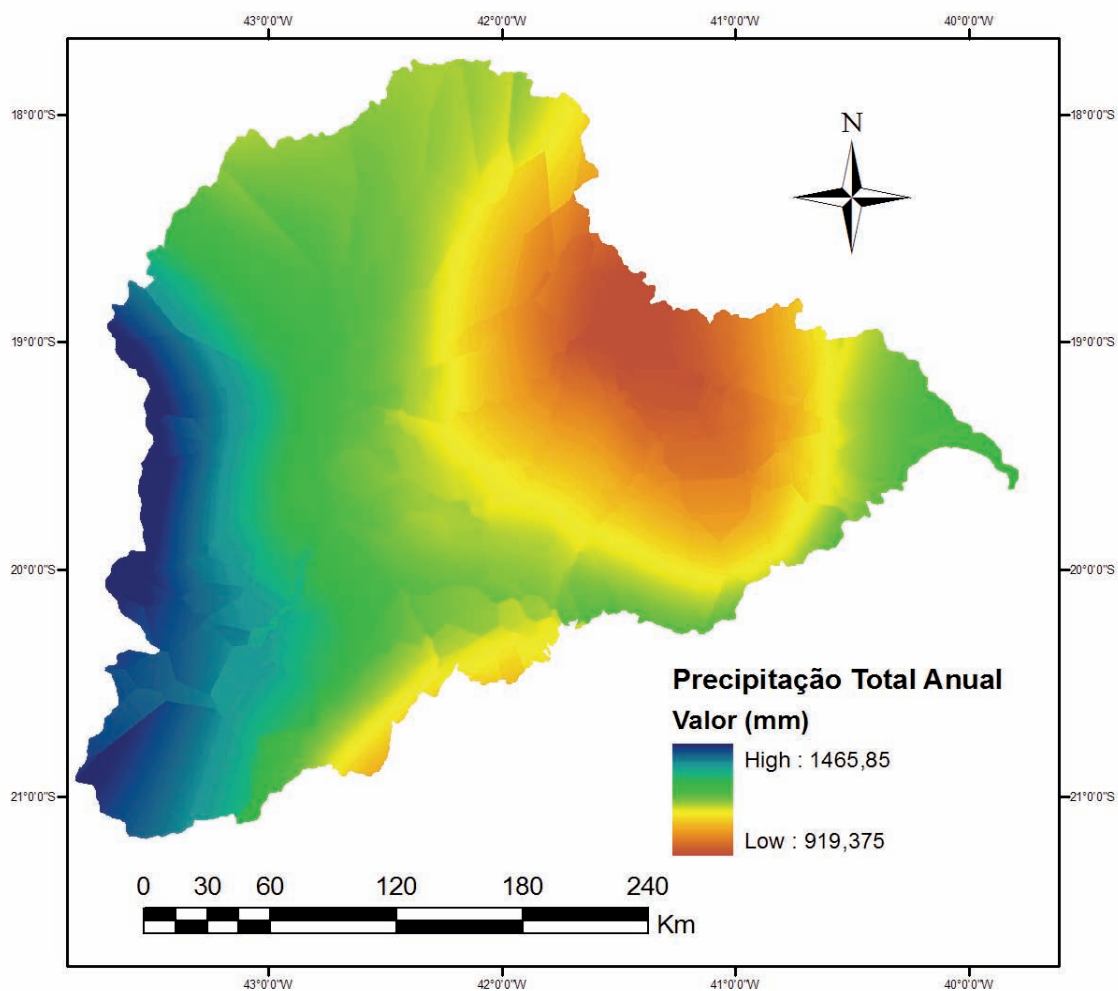 43°0'0"W 42°0'0"W 41°0'0"W 40°0'0"W
18°0'0"S 18°0'0"S
N
19°0'0"S 19°0'0"S
20°0'0"S 20°0'0"S
Precipitação Total Anual
Valor (mm)
High : 1465,85
21°0'0"S 21°0'0"S
Low : 919,375
0 30 60 120 180 240
Km
43°0'0"W 42°0'0"W 41°0'0"W 40°0'0"W